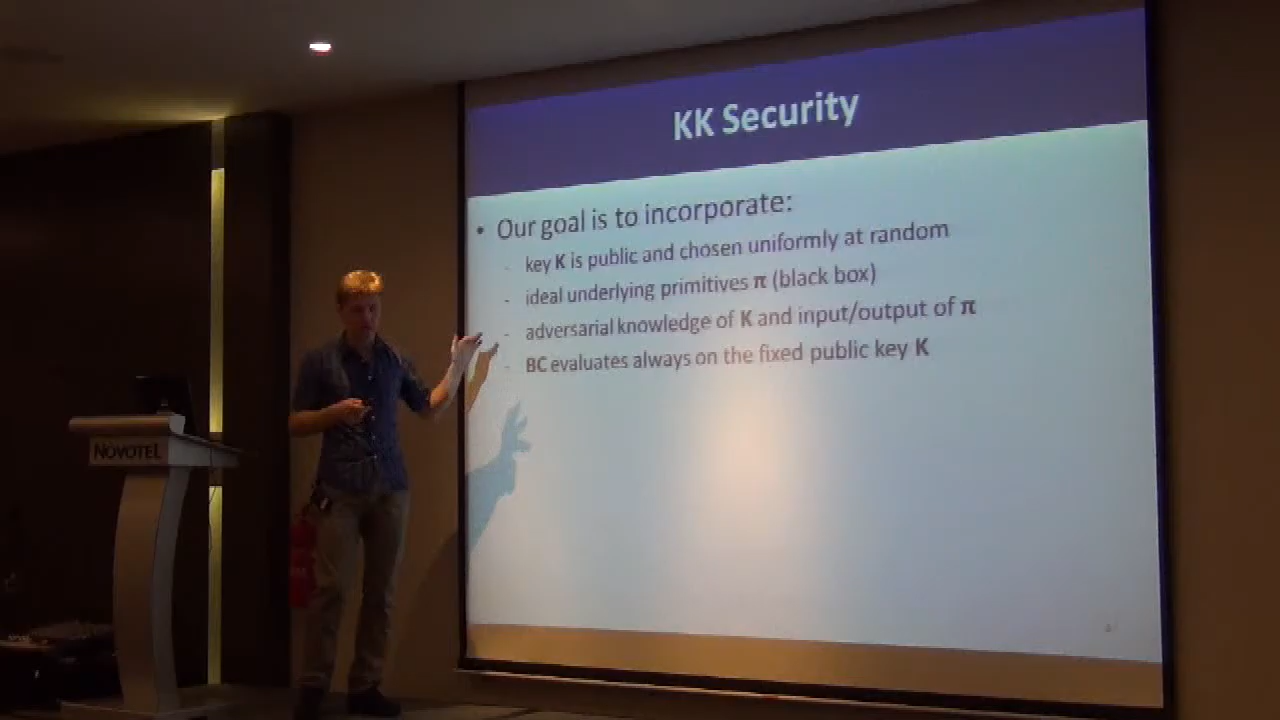 KK Security
• Our goal is to incorporate:
- key K is public and chosen uniformly at random
- ideal underlying primitives π (black box)
- adversarial knowledge of K and input/output of π
- BC evaluates always on the fixed public key K
NOVOTEL